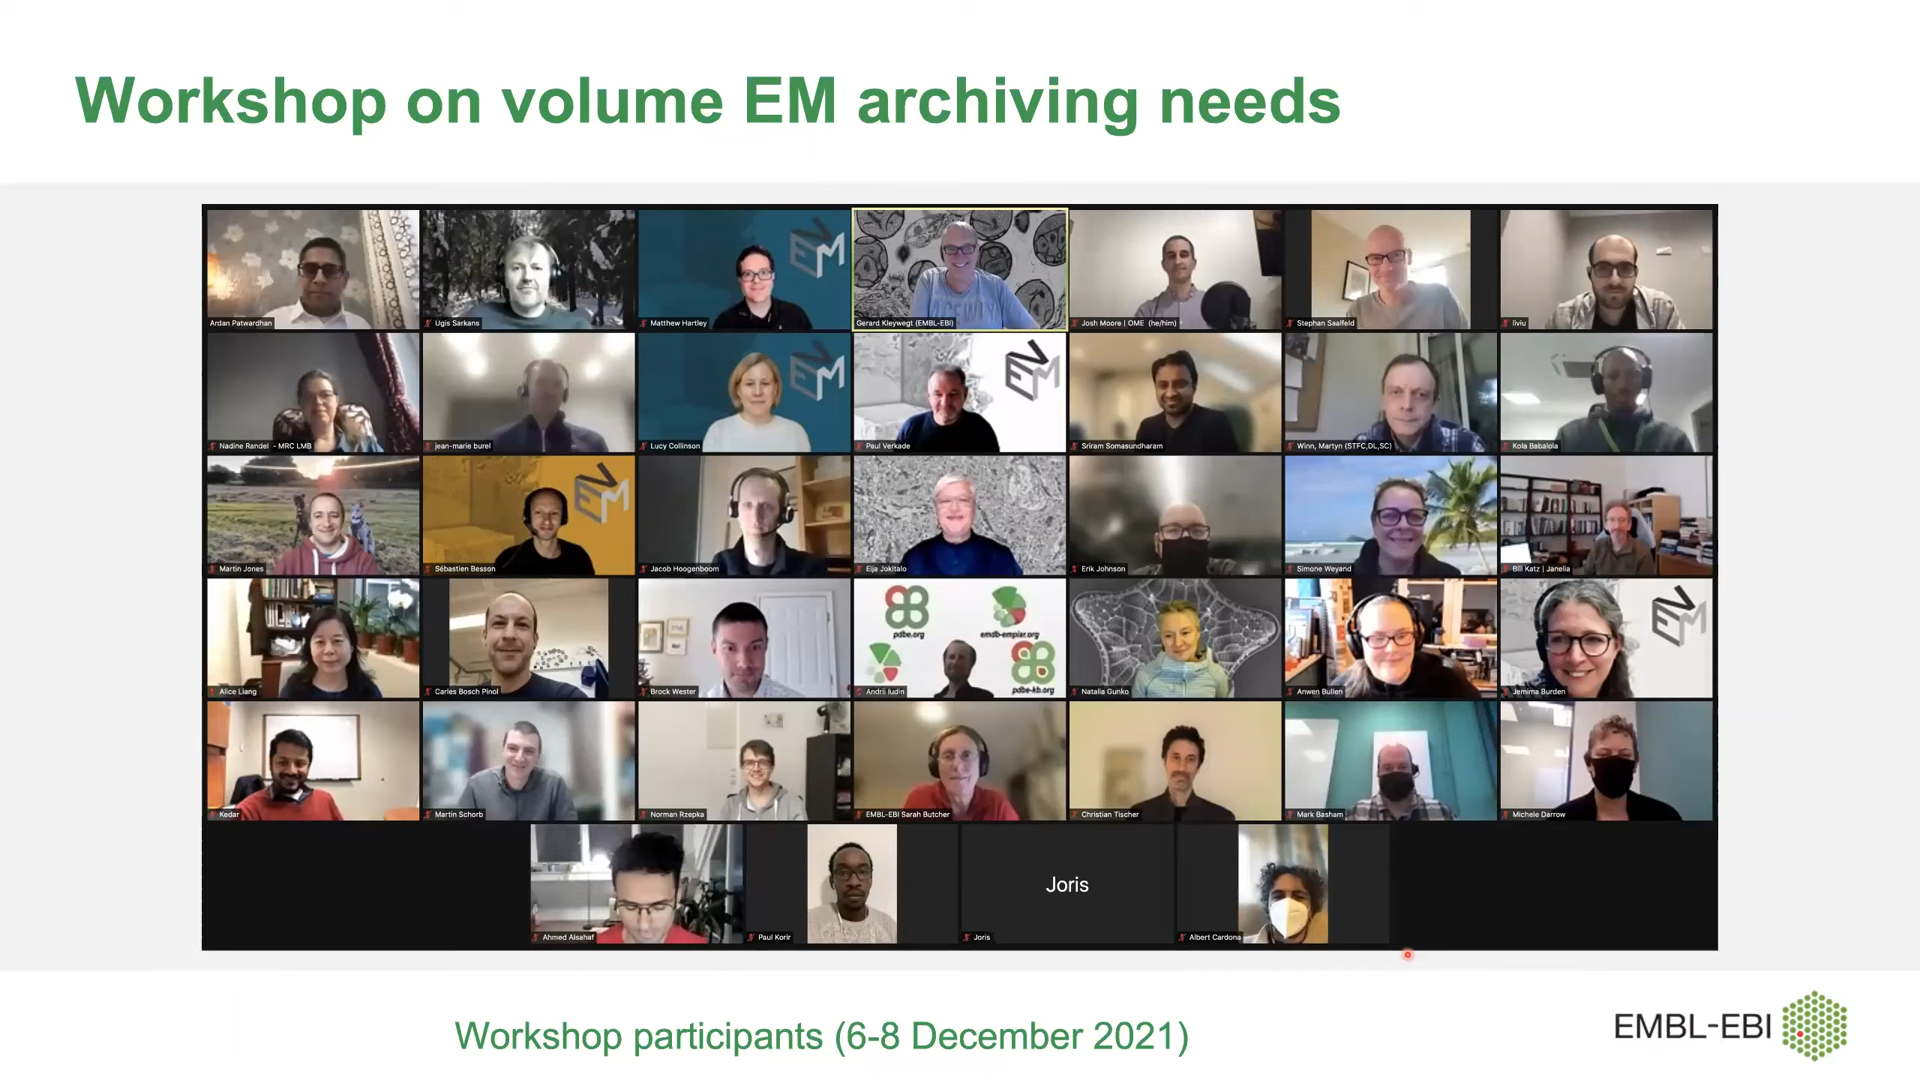 Workshop on volume EM archiving needs
Ardan Patwardhan
Ugis Sarkans
Matthew Hartley
Gerard Kleywegt (EMBL-EBI)
Josh Moore | OME (he/him)
Stephan Saalfeld
liviu
Nadine Randel - MRC LMB
jean-marie burel
Lucy Collinson
Paul Verkade
Sriram Somasundharam
Winn, Martyn (STFC,DL,SC)
Kola Babalola
Martin Jones
Sébastien Besson
Jacob Hoogenboom
Eija Jokitalo
Erik Johnson
Simone Weyand
Bill Katz | Janelia
pdbe.org
emdb-empiar.org
pdbe-kb.org
Alice Liang
Carles Bosch Pinol
Brock Wester
Andrii Iudin
Natalia Gunko
Anwen Bullen
Jemima Burden
Kedar
Martin Schorb
Norman Rzepka
EMBL-EBI Sarah Butcher
Christian Tischer
Mark Basham
Michele Darrow
Joris
Ahmed Alsahaf
Paul Korir
Joris
Albert Cardona
Workshop participants (6-8 December 2021)
EMBL-EBI